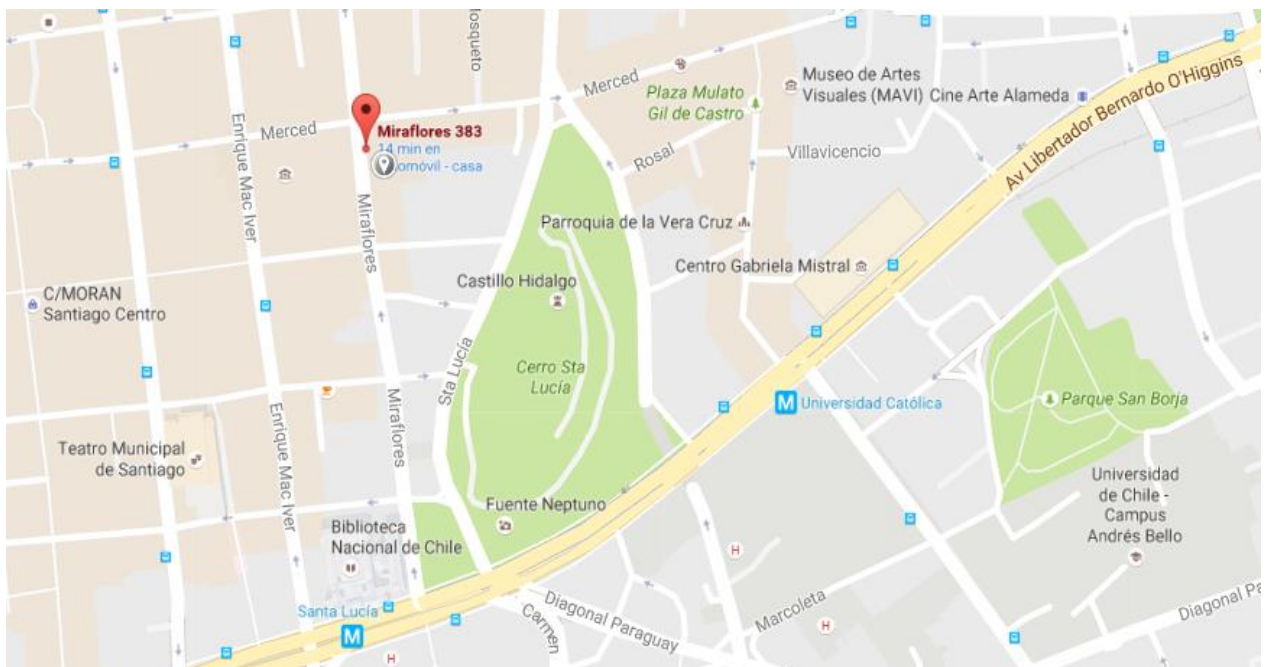 Mosqueto
Merced
Museo de Artes
Visuales (MAVI)
Cine Arte Alameda
Av Libertador Bernardo O'Higgins
Plaza Mulato
Gil de Castro
Enrique Mac Iver
Merced
Miraflores 383
14 min en
omóvil - casa
Villavicencio
Rosal
Miraflores
Parroquia de la Vera Cruz
Centro Gabriela Mistral
Castillo Hidalgo
C/MORAN
Santiago Centro
Sta Lucía
Cerro Sta
Lucía
M
Universidad Católica
Parque San Borja
Enrique Mac Iver
Miraflores
Teatro Municipal
de Santiago
Universidad
de Chile -
Campus
Andrés Bello
Fuente Neptuno
Biblioteca
Nacional de Chile
H
Santa Lucía
M
Carmen
Diagonal Paraguay
Marcoleta
H
Diagonal Pa
H